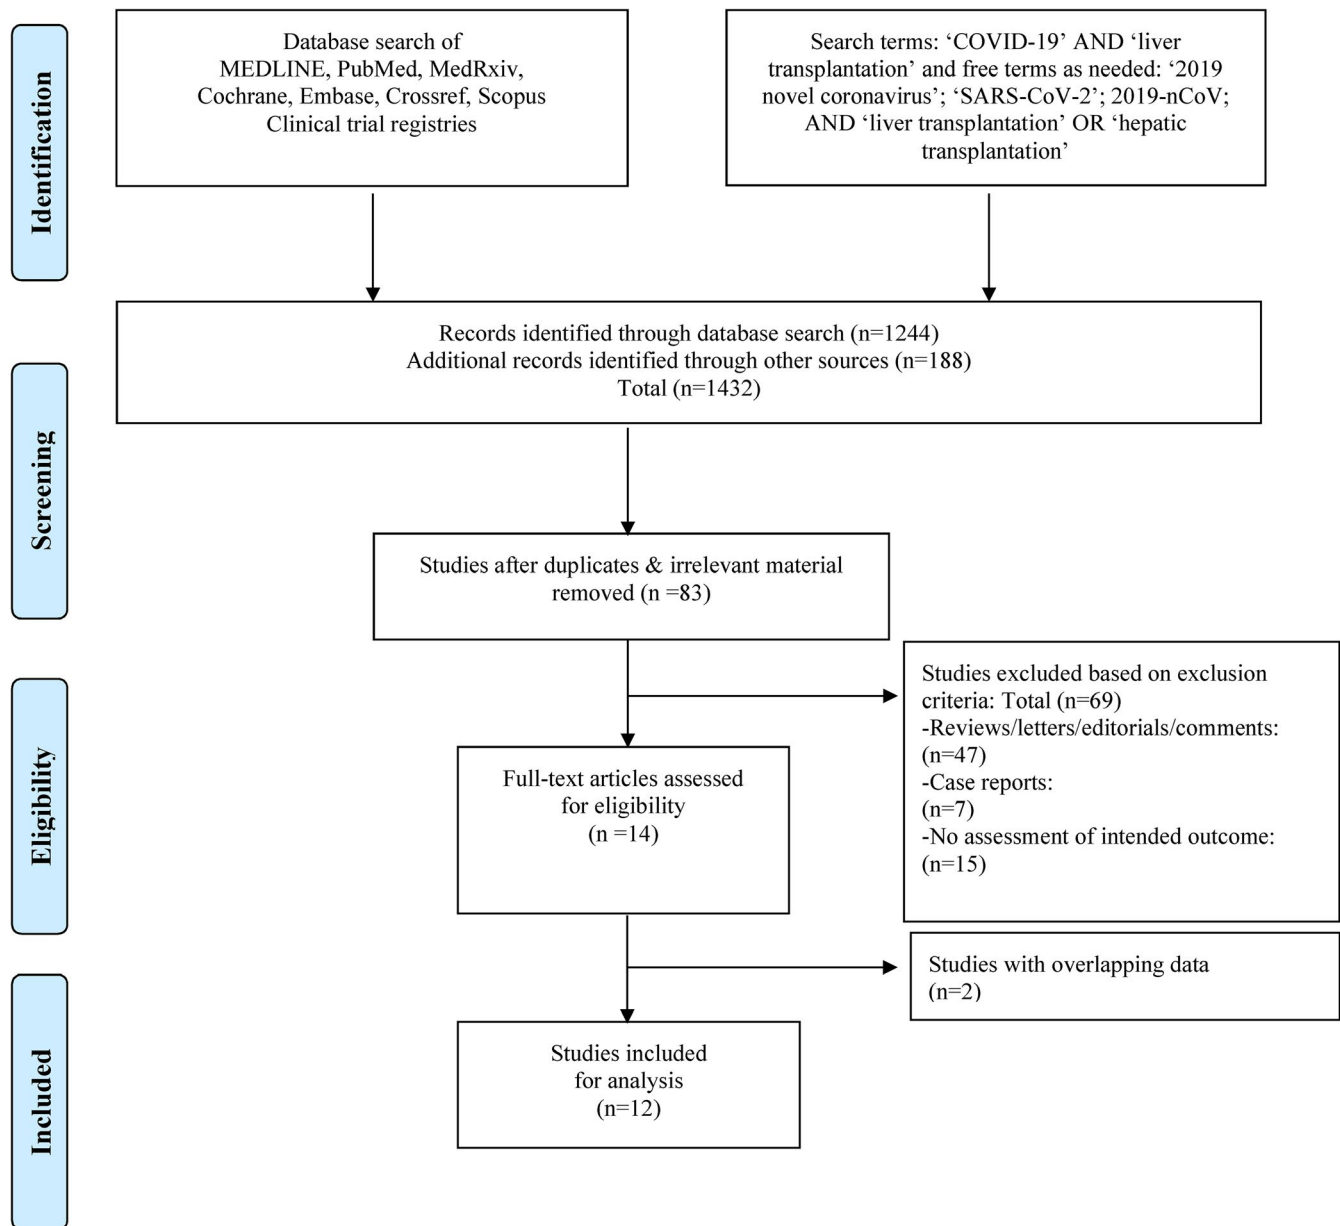 Identification
Database search of
MEDLINE, PubMed, MedRxiv,
Cochrane, Embase, Crossref, Scopus
Clinical trial registries
Search terms: ‘COVID-19’ AND ‘liver
transplantation’ and free terms as needed: ‘2019
novel coronavirus’; ‘SARS-CoV-2’; 2019-nCoV;
AND ‘liver transplantation’ OR ‘hepatic
transplantation’
Records identified through database search (n=1244)
Additional records identified through other sources (n=188)
Total (n=1432)
Screening
Studies after duplicates & irrelevant material
removed (n =83)
Eligibility
Studies excluded based on exclusion
criteria: Total (n=69)
-Reviews/letters/editorials/comments:
(n=47)
-Case reports:
(n=7)
-No assessment of intended outcome:
(n=15)
Full-text articles assessed
for eligibility
(n =14)
Studies with overlapping data
(n=2)
Included
Studies included
for analysis
(n=12)